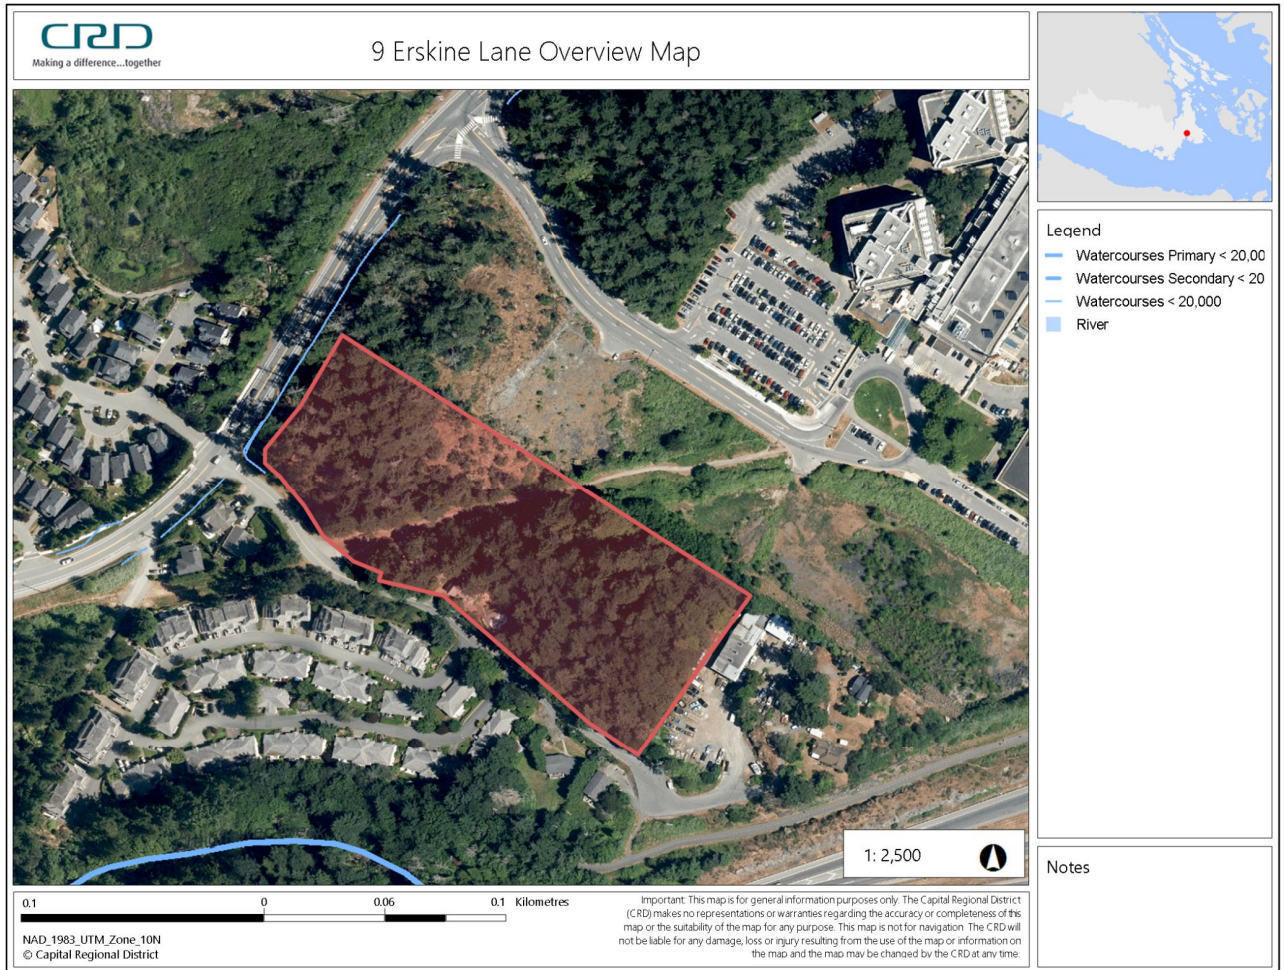 CRD
Making a difference...together
9 Erskine Lane Overview Map
Legend
Watercourses Primary < 20,00
Watercourses Secondary < 20
Watercourses < 20,000
River
1: 2,500
Notes
0.1 0 0.06 0.1 Kilometres
NAD_1983_UTM_Zone_10N
© Capital Regional District
Important: This map is for general information purposes only. The Capital Regional District
(CRD) makes no representations or warranties regarding the accuracy or completeness of this
map or the suitability of the map for any purpose. This map is not for navigation. The CRD will
not be liable for any damage, loss or injury resulting from the use of the map or information on
the map and the map may be changed by the CRD at any time.